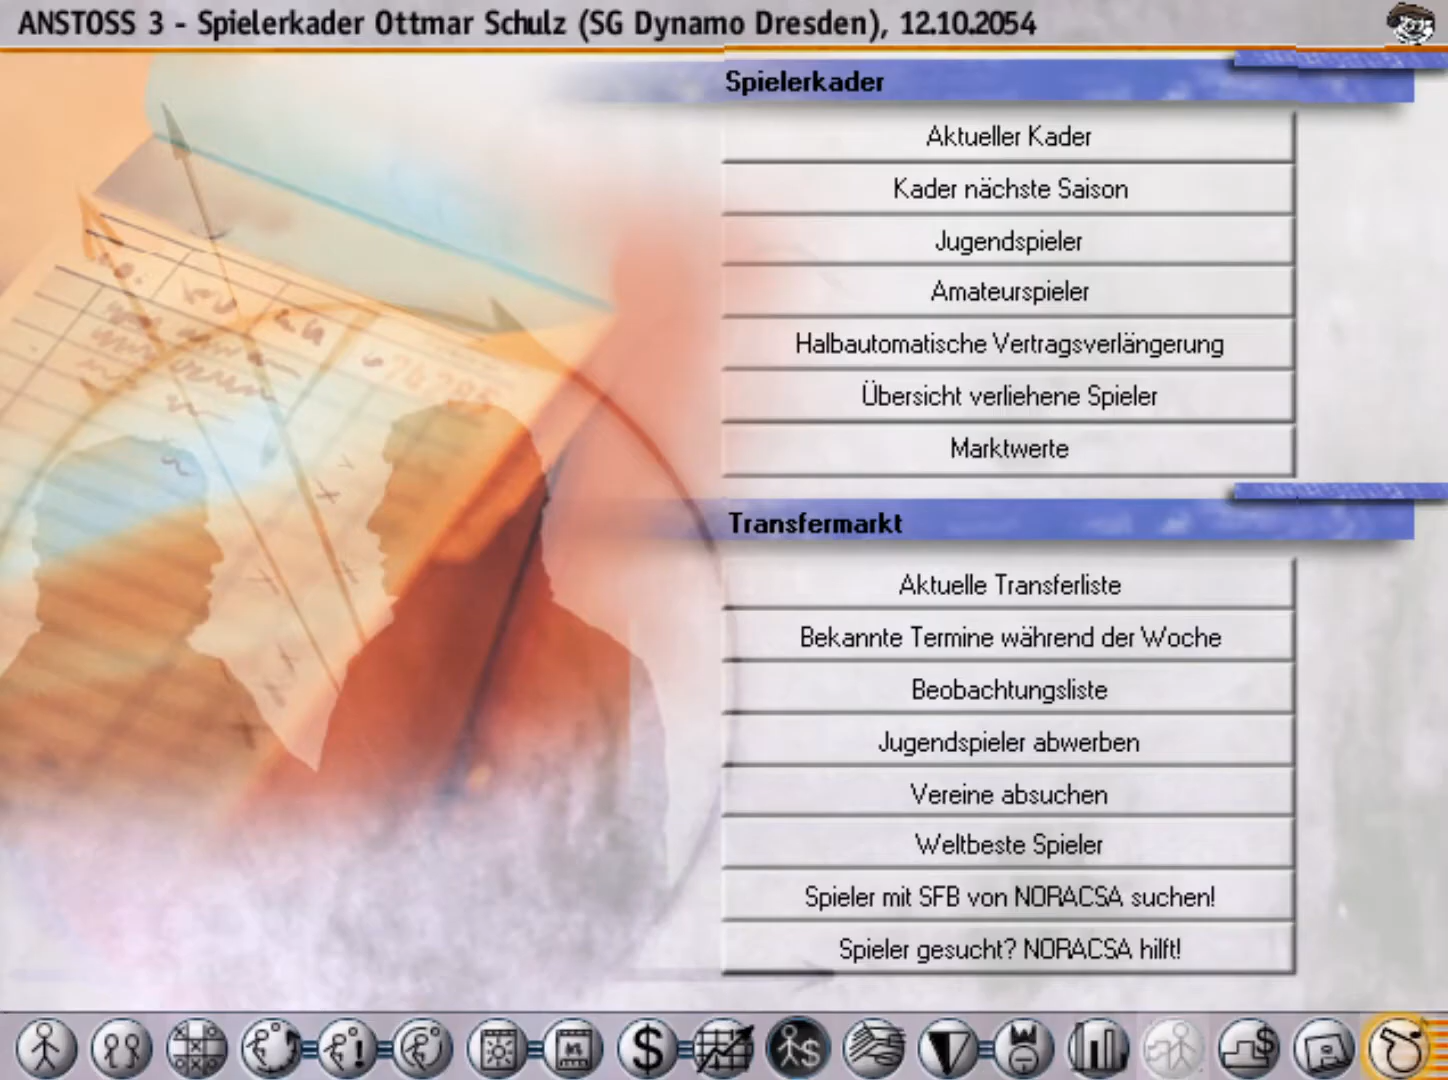 ANSTOSS 3 - Spielerkader Ottmar Schulz (SG Dynamo Dresden), 12.10.2054
Spielerkader
Aktueller Kader
Kader nächste Saison
Jugendspieler
Amateurspieler
Halbautomatische Vertragsverlängerung
Übersicht verliehene Spieler
Marktwerte
Transfermarkt
Aktuelle Transferliste
Bekannte Termine während der Woche
Beobachtungsliste
Jugendspieler abwerben
Vereine absuchen
Weltbeste Spieler
Spieler mit SFB von NORACSA suchen!
Spieler gesucht? NORACSA hilft!